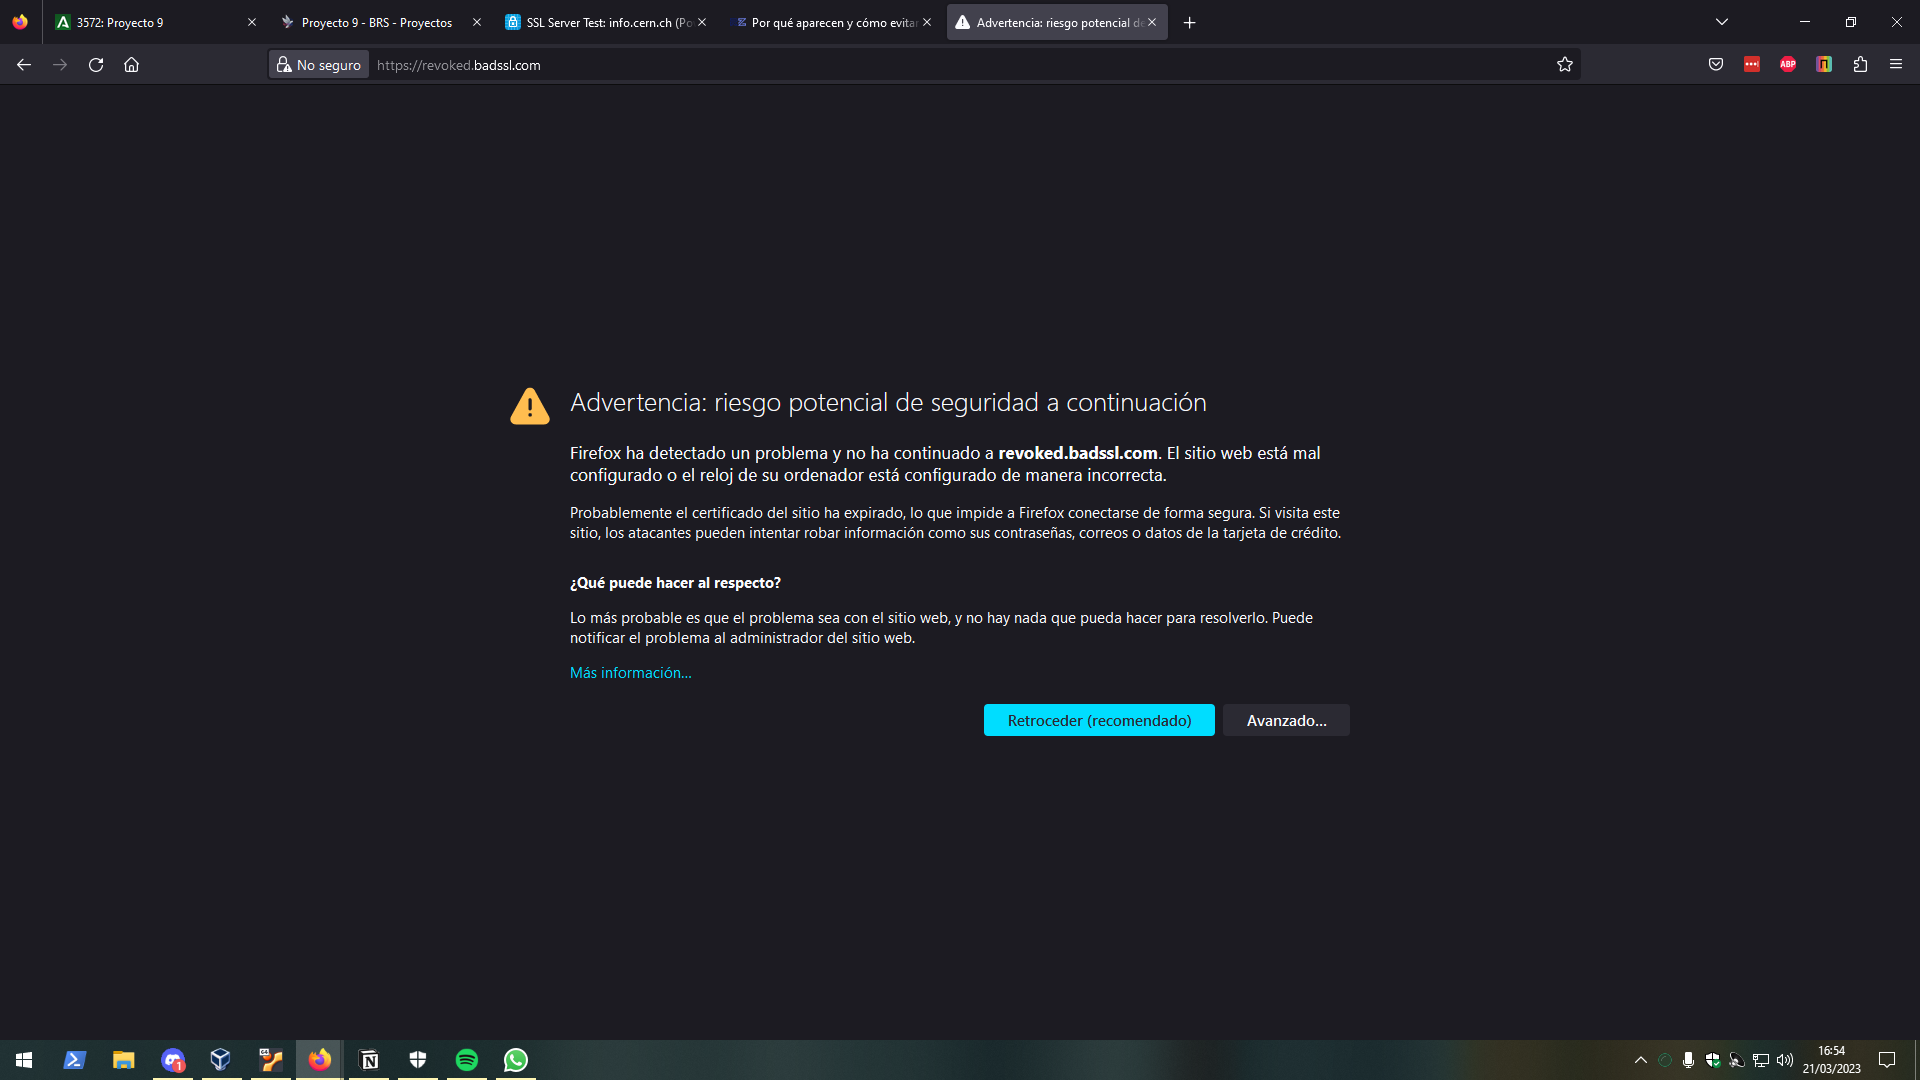 3572: Proyecto 9
Proyecto 9 - BRS - Proyectos
SSL Server Test: info.cern.ch (Po
Por qué aparecen y cómo evitar
Advertencia: riesgo potencial de
No seguro
https://revoked.badssl.com
ABP
Advertencia: riesgo potencial de seguridad a continuación
Firefox ha detectado un problema y no ha continuado a revoked.badssl.com. El sitio web está mal
configurado o el reloj de su ordenador está configurado de manera incorrecta.
Probablemente el certificado del sitio ha expirado, lo que impide a Firefox conectarse de forma segura. Si visita este
sitio, los atacantes pueden intentar robar información como sus contraseñas, correos o datos de la tarjeta de crédito.
¿Qué puede hacer al respecto?
Lo más probable es que el problema sea con el sitio web, y no hay nada que pueda hacer para resolverlo. Puede
notificar el problema al administrador del sitio web.
Más información...
Retroceder (recomendado)
Avanzado...
1
16:54
21/03/2023